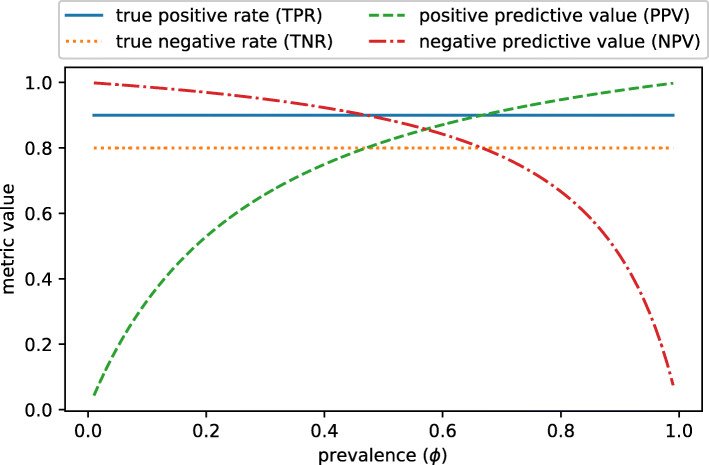 true positive rate (TPR)
true negative rate (TNR)
positive predictive value (PPV)
negative predictive value (NPV)
metric value
1.0
0.8
0.6
0.4
0.2
0.0
0.0 0.2 0.4 0.6 0.8 1.0
prevalence (ϕ)